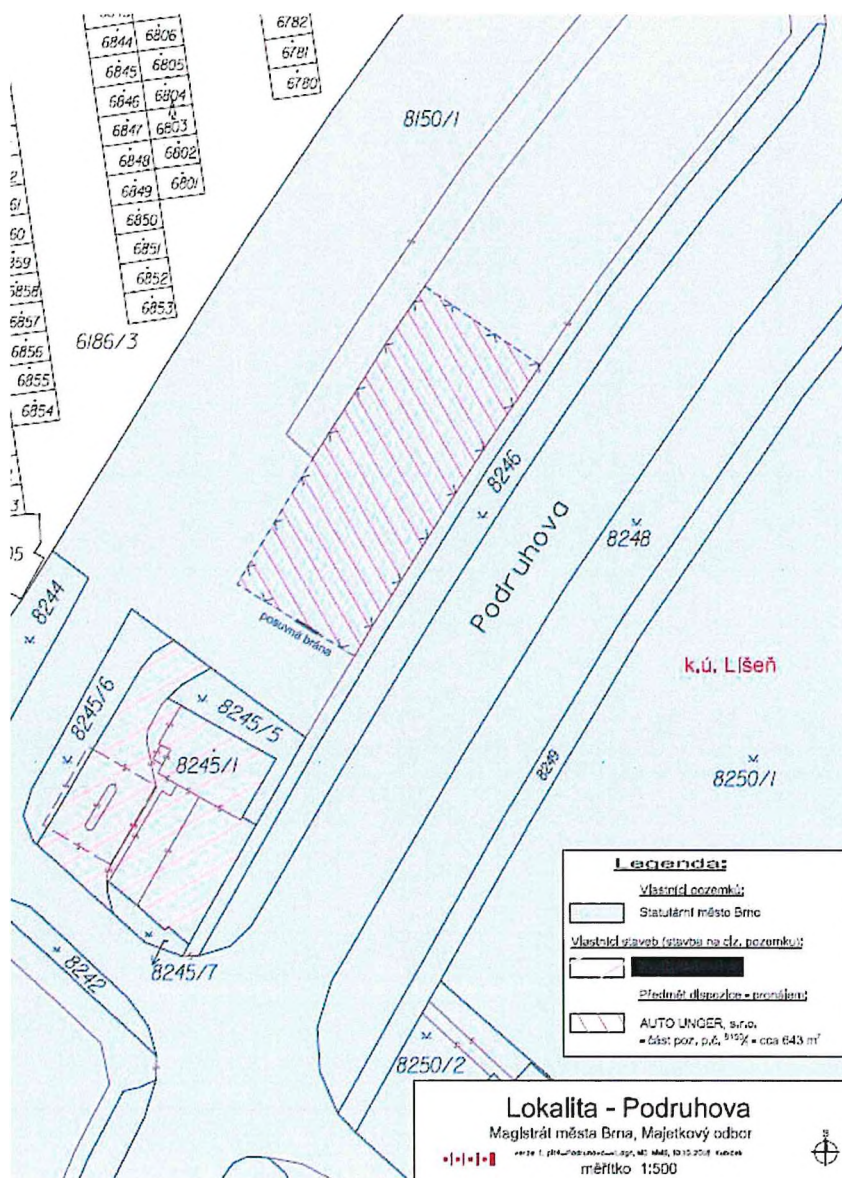 6844 6806
6845 6805
6846 6804
6847 6803
6848 6802
6849 6801
6850
6851
6852
6853
6782
6781
6780
8150/1
6857
6856
6855
6854
6186/3
8246
Podruhova
8248
8244
posuvná brána
k.ú. Líšeň
8245/6
8245/5
8245/1
8249
8250/1
8242
8245/7
8250/2
Legenda:
Vlastníci pozemků:
Statutární město Brno
Vlastníci staveb (stavba na ciz. pozemku):
Předmět dispozice - pronájem:
AUTO UNGER, s.r.o.
- část poz. p.č. - cca 643 m²
Lokalita - Podruhova
Magistrát města Brna, Majetkový odbor
měřítko 1:500